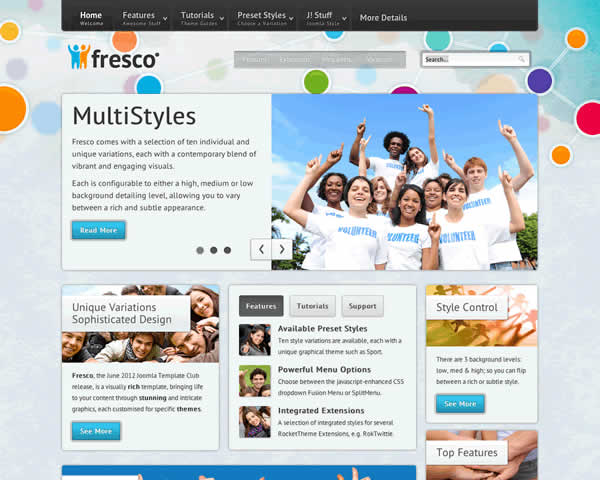 Home Features Tutorials Preset Styles J! Stuff More Details
Welcome Awesome Stuff Theme Guides Choose a Variation Joomla Style
fresco
Features Extensions
Search...
MultiStyles
Fresco comes with a selection of ten individual and
unique variations, each with a contemporary blend of
vibrant and engaging visuals.
Each is configurable to either a high, medium or low
background detailing level, allowing you to vary
between a rich and subtle appearance.
Read More
VOLUNTEER
VOLUNTEER
VOLUNTEER
VOLUNTEER
Unique Variations
Sophisticated Design
Fresco, the June 2012 Joomla Template Club
release, is a visually rich template, bringing life
to your content through stunning and intricate
graphics, each customised for specific themes.
See More
Features Tutorials Support
Available Preset Styles
Ten style variations are available, each with a
unique graphical theme such as Sport.
Powerful Menu Options
Choose between the javascript-enhanced CSS
dropdown Fusion Menu or SplitMenu.
Integrated Extensions
A selection of integrated styles for several
RocketTheme Extensions, e.g. RokTwittie.
Style Control
There are 3 background levels:
low, med & high; so you can flip
between a rich or subtle style.
See More
Top Features